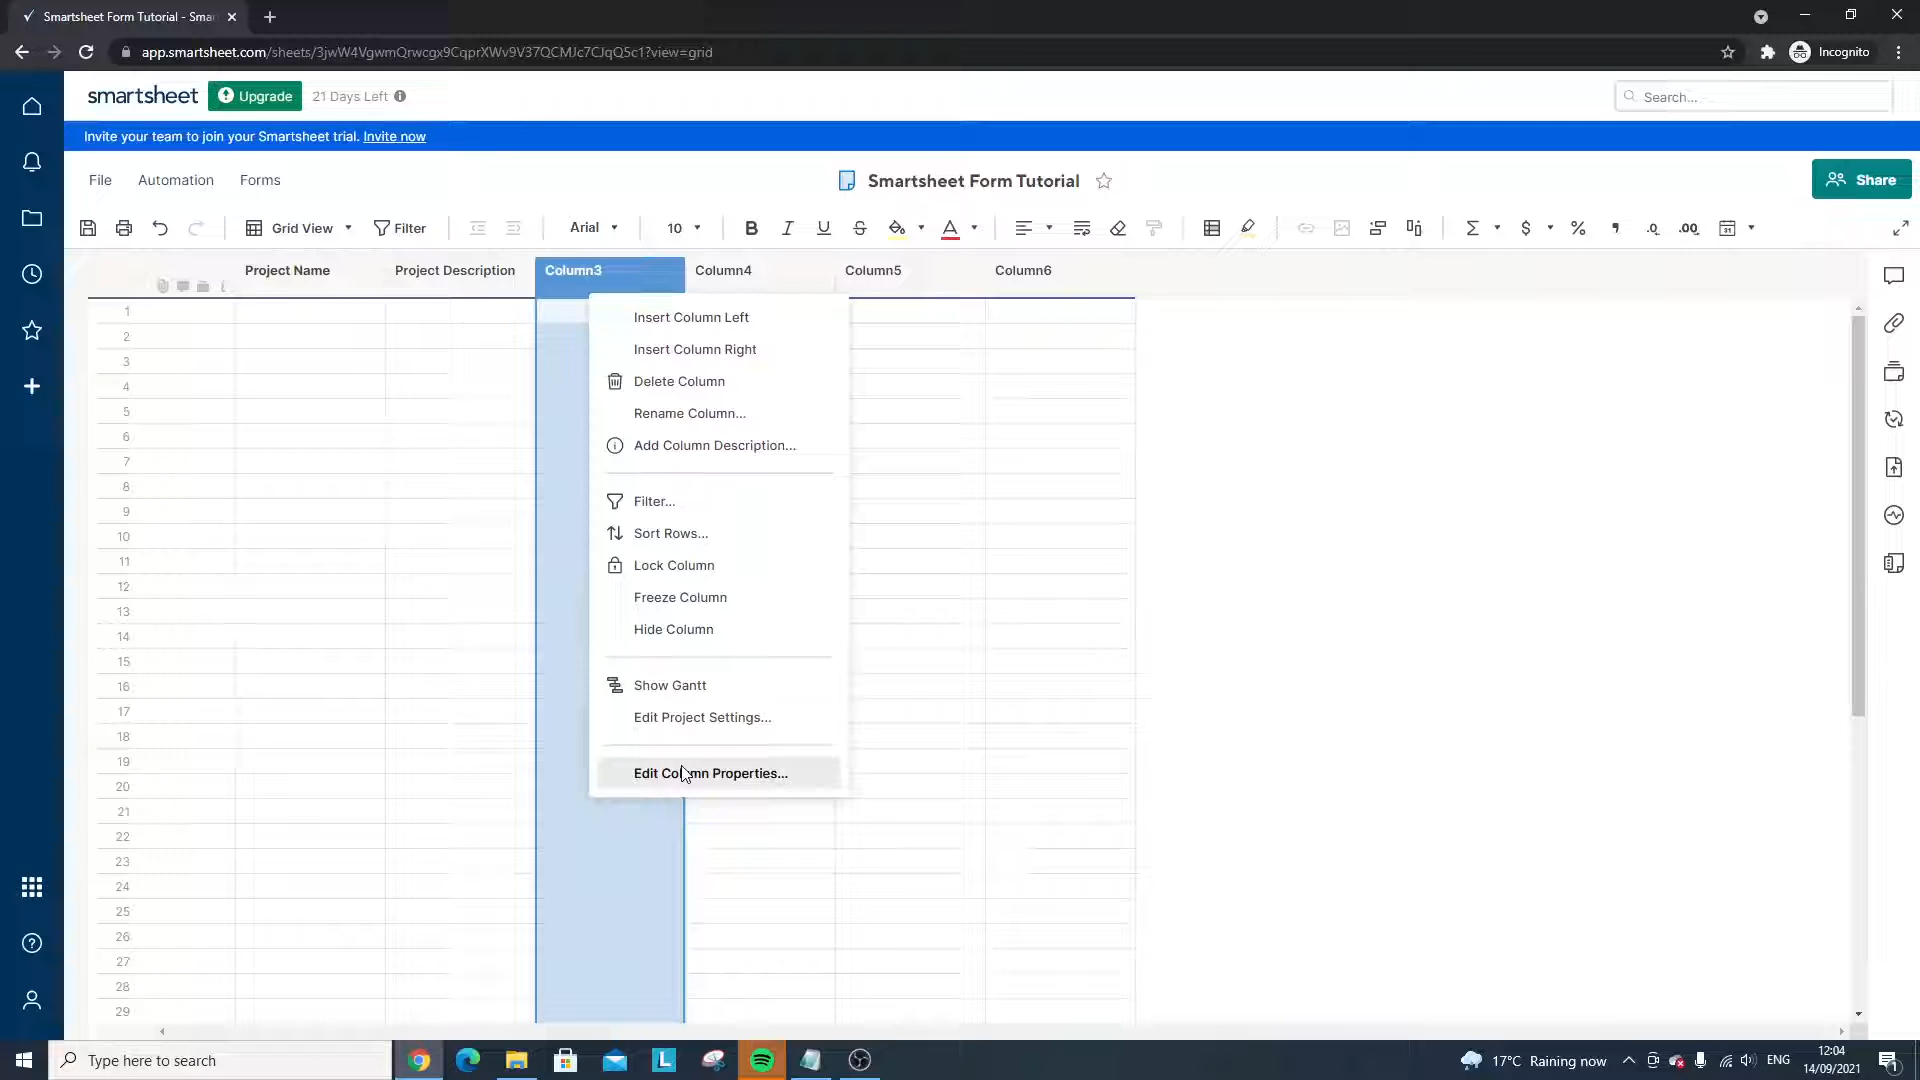 Smartsheet Form Tutorial - Smar
app.smartsheet.com/sheets/3jwW4VgwmQrwcgx9CqprXWv9V37QCMJc7CJqQ5c1?view=grid
Incognito
smartsheet
Upgrade
21 Days Left
Search...
Invite your team to join your Smartsheet trial. Invite now
File
Automation
Forms
Smartsheet Form Tutorial
Share
Grid View
Filter
Arial
10
B
I
U
S
A
Σ
$
%
,
.0
.00
31
Project Name
Project Description
Column3
Column4
Column5
Column6
1
2
3
4
5
6
7
8
9
10
11
12
13
14
15
16
17
18
19
20
21
22
23
24
25
26
27
28
29
Insert Column Left
Insert Column Right
Delete Column
Rename Column...
Add Column Description...
Filter...
Sort Rows...
Lock Column
Freeze Column
Hide Column
Show Gantt
Edit Project Settings...
Edit Column Properties...
Type here to search
L
17°C Raining now
ENG
12:04
14/09/2021
1